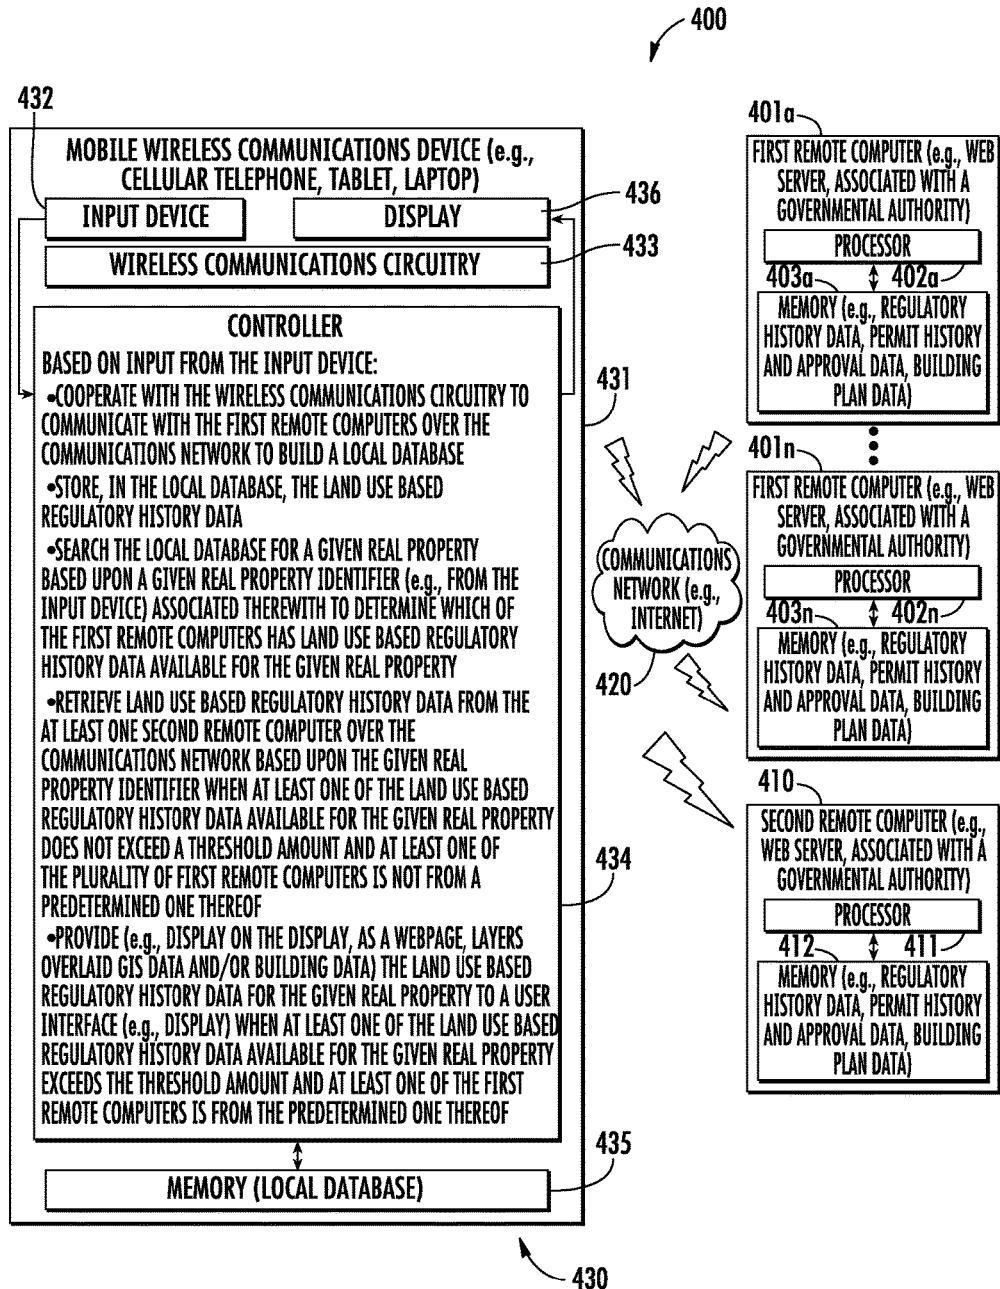 400
432
MOBILE WIRELESS COMMUNICATIONS DEVICE (e.g.,
CELLULAR TELEPHONE, TABLET, LAPTOP)
INPUT DEVICE
DISPLAY
436
WIRELESS COMMUNICATIONS CIRCUITRY
433
CONTROLLER
BASED ON INPUT FROM THE INPUT DEVICE:
•COOPERATE WITH THE WIRELESS COMMUNICATIONS CIRCUITRY TO
COMMUNICATE WITH THE FIRST REMOTE COMPUTERS OVER THE
COMMUNICATIONS NETWORK TO BUILD A LOCAL DATABASE
•STORE, IN THE LOCAL DATABASE, THE LAND USE BASED
REGULATORY HISTORY DATA
•SEARCH THE LOCAL DATABASE FOR A GIVEN REAL PROPERTY
BASED UPON A GIVEN REAL PROPERTY IDENTIFIER (e.g., FROM THE
INPUT DEVICE) ASSOCIATED THEREWITH TO DETERMINE WHICH OF
THE FIRST REMOTE COMPUTERS HAS LAND USE BASED REGULATORY
HISTORY DATA AVAILABLE FOR THE GIVEN REAL PROPERTY
•RETRIEVE LAND USE BASED REGULATORY HISTORY DATA FROM THE
AT LEAST ONE SECOND REMOTE COMPUTER OVER THE
COMMUNICATIONS NETWORK BASED UPON THE GIVEN REAL
PROPERTY IDENTIFIER WHEN AT LEAST ONE OF THE LAND USE BASED
REGULATORY HISTORY DATA AVAILABLE FOR THE GIVEN REAL PROPERTY
DOES NOT EXCEED A THRESHOLD AMOUNT AND AT LEAST ONE OF
THE PLURALITY OF FIRST REMOTE COMPUTERS IS NOT FROM A
PREDETERMINED ONE THEREOF
•PROVIDE (e.g., DISPLAY ON THE DISPLAY, AS A WEBPAGE, LAYERS
OVERLAID GIS DATA AND/OR BUILDING DATA) THE LAND USE BASED
REGULATORY HISTORY DATA FOR THE GIVEN REAL PROPERTY TO A USER
INTERFACE (e.g., DISPLAY) WHEN AT LEAST ONE OF THE LAND USE BASED
REGULATORY HISTORY DATA AVAILABLE FOR THE GIVEN REAL PROPERTY
EXCEEDS THE THRESHOLD AMOUNT AND AT LEAST ONE OF THE FIRST
REMOTE COMPUTERS IS FROM THE PREDETERMINED ONE THEREOF
431
434
MEMORY (LOCAL DATABASE)
435
430
COMMUNICATIONS
NETWORK (e.g.,
INTERNET)
420
401a
FIRST REMOTE COMPUTER (e.g., WEB
SERVER, ASSOCIATED WITH A
GOVERNMENTAL AUTHORITY)
PROCESSOR
403a
402a
MEMORY (e.g., REGULATORY
HISTORY DATA, PERMIT HISTORY
AND APPROVAL DATA, BUILDING
PLAN DATA)
401n
FIRST REMOTE COMPUTER (e.g., WEB
SERVER, ASSOCIATED WITH A
GOVERNMENTAL AUTHORITY)
PROCESSOR
403n
402n
MEMORY (e.g., REGULATORY
HISTORY DATA, PERMIT HISTORY
AND APPROVAL DATA, BUILDING
PLAN DATA)
410
SECOND REMOTE COMPUTER (e.g.,
WEB SERVER, ASSOCIATED WITH A
GOVERNMENTAL AUTHORITY)
PROCESSOR
412
411
MEMORY (e.g., REGULATORY
HISTORY DATA, PERMIT HISTORY
AND APPROVAL DATA, BUILDING
PLAN DATA)